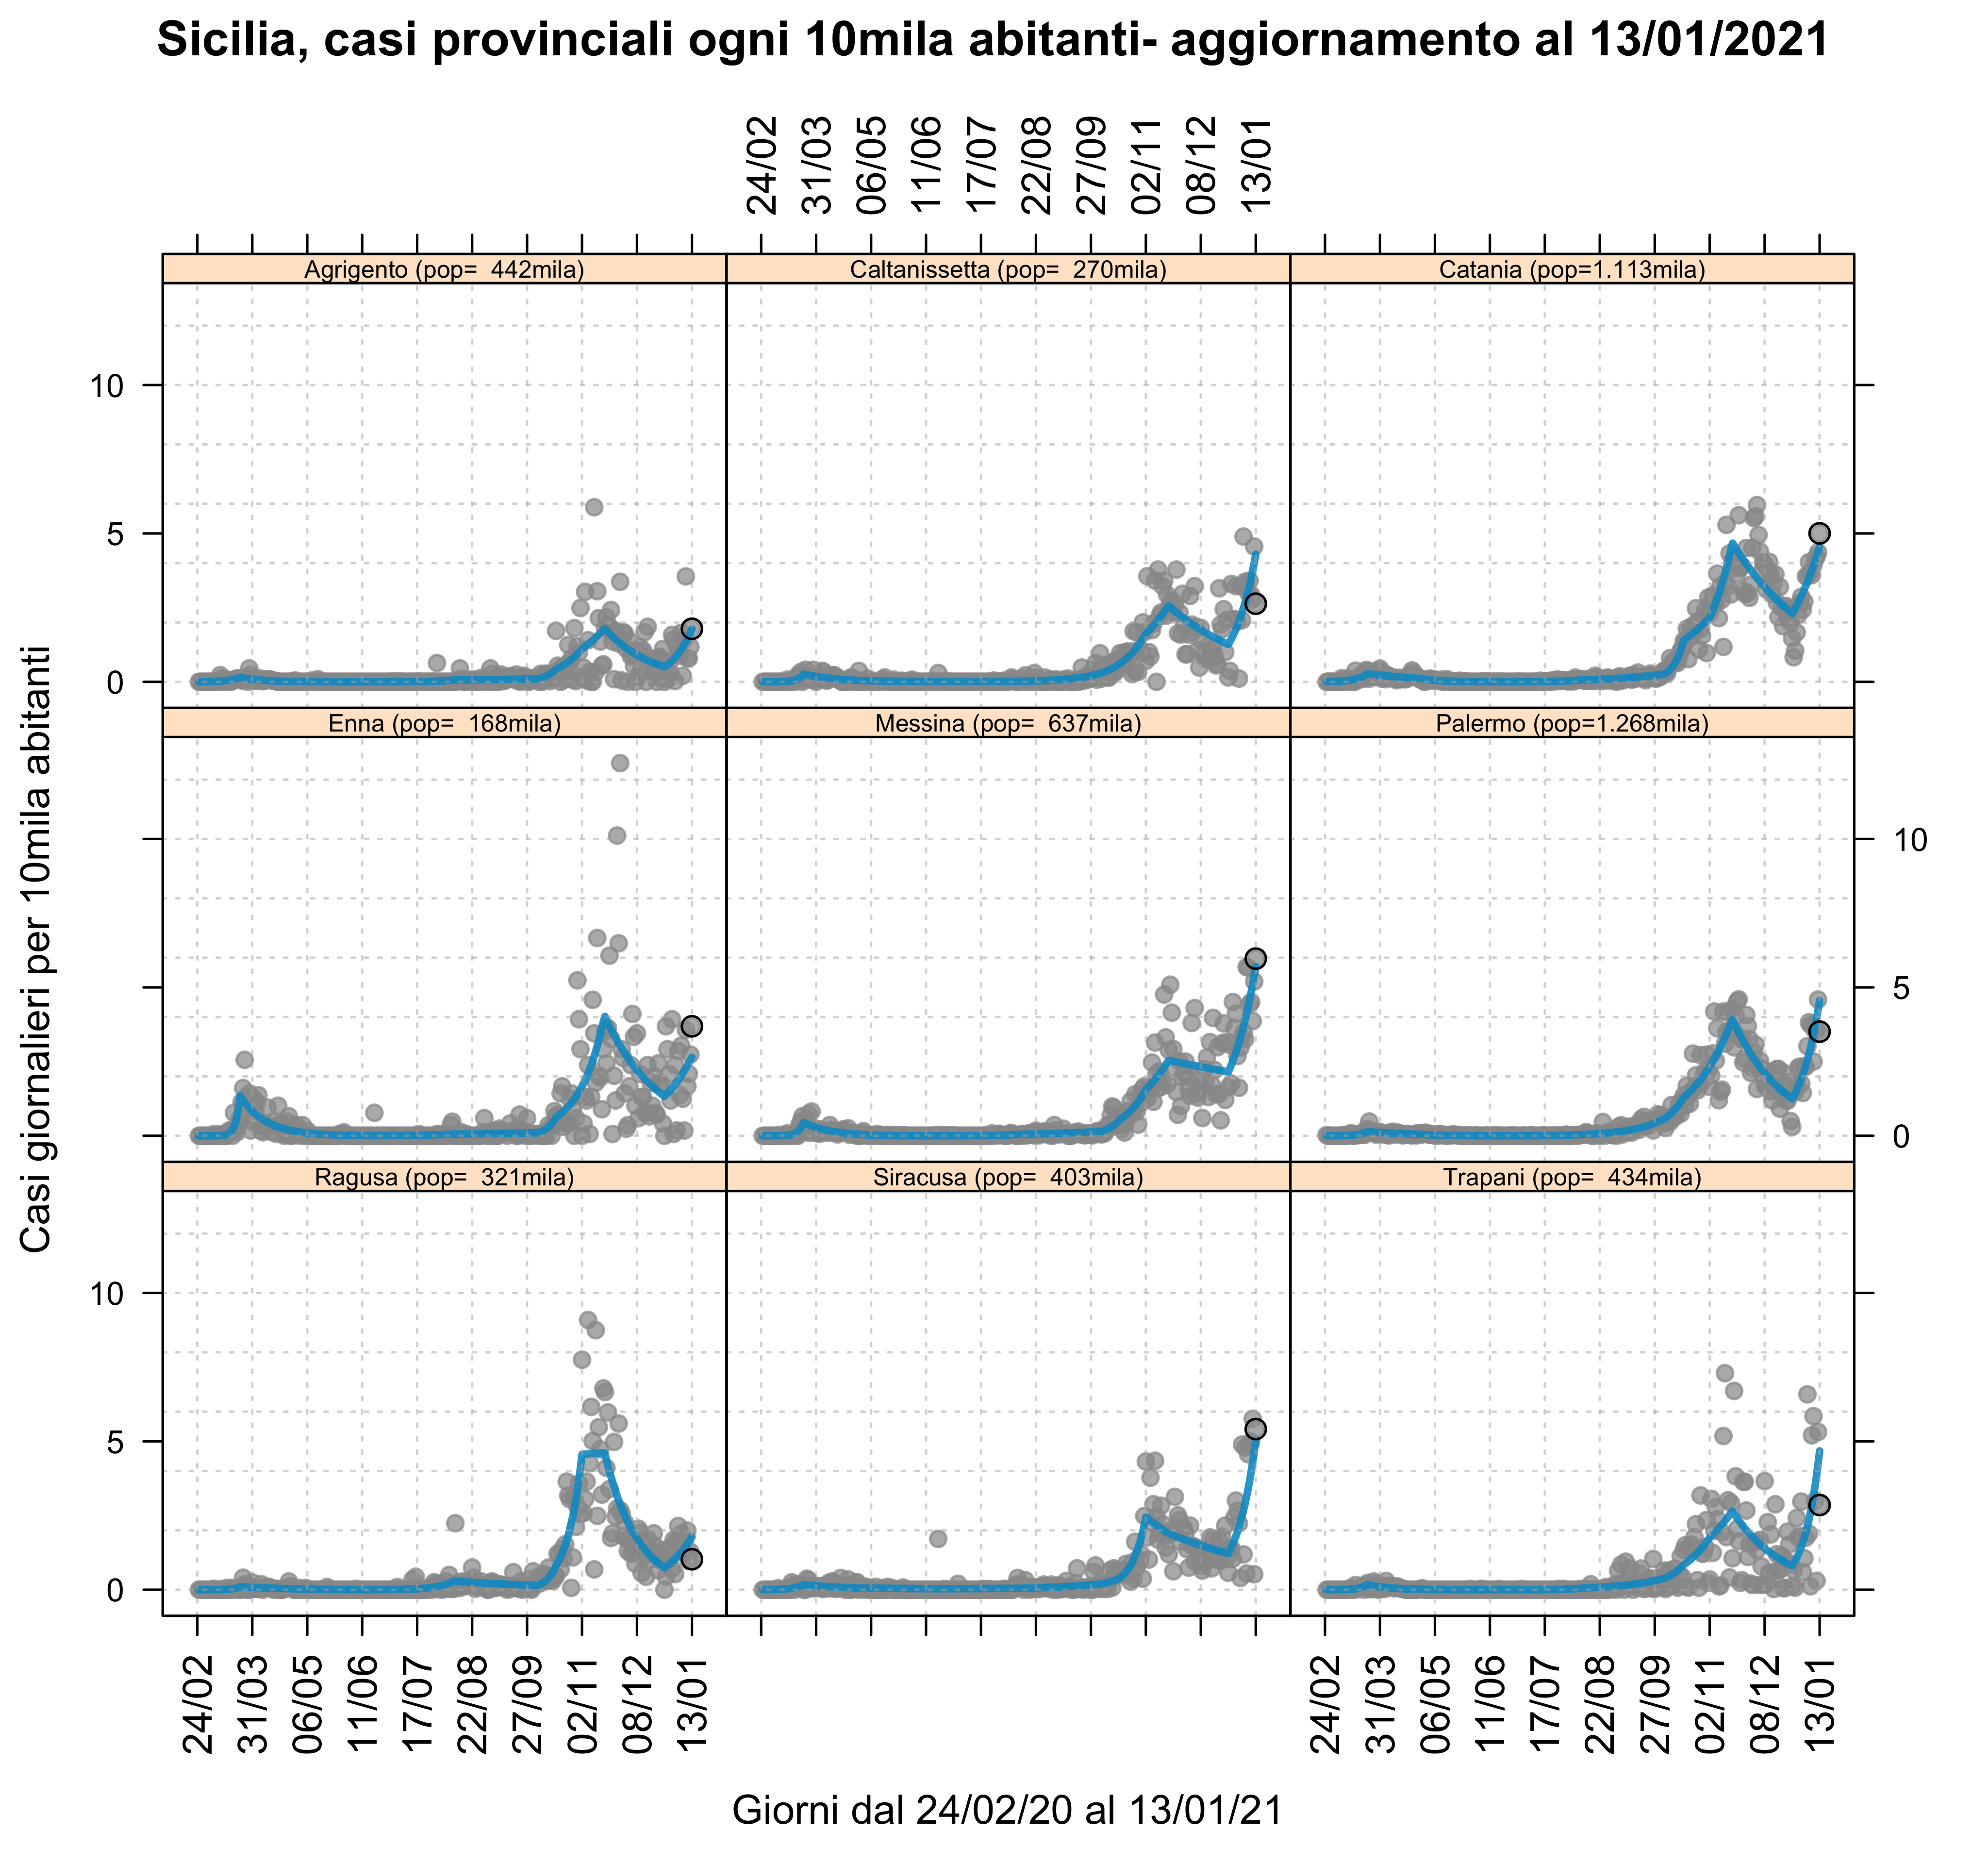 Sicilia, casi provinciali ogni 10mila abitanti- aggiornamento al 13/01/2021
24/02 31/03 06/05 11/06 17/07 22/08 27/09 02/11 08/12 13/01
Agrigento (pop=  442mila)
Caltanissetta (pop=  270mila)
Catania (pop=1.113mila)
10
5
0
Enna (pop=  168mila)
Messina (pop=  637mila)
Palermo (pop=1.268mila)
10
5
0
Ragusa (pop=  321mila)
Siracusa (pop=  403mila)
Trapani (pop=  434mila)
10
5
0
Casi giornalieri per 10mila abitanti
24/02 31/03 06/05 11/06 17/07 22/08 27/09 02/11 08/12 13/01
24/02 31/03 06/05 11/06 17/07 22/08 27/09 02/11 08/12 13/01
Giorni dal 24/02/20 al 13/01/21